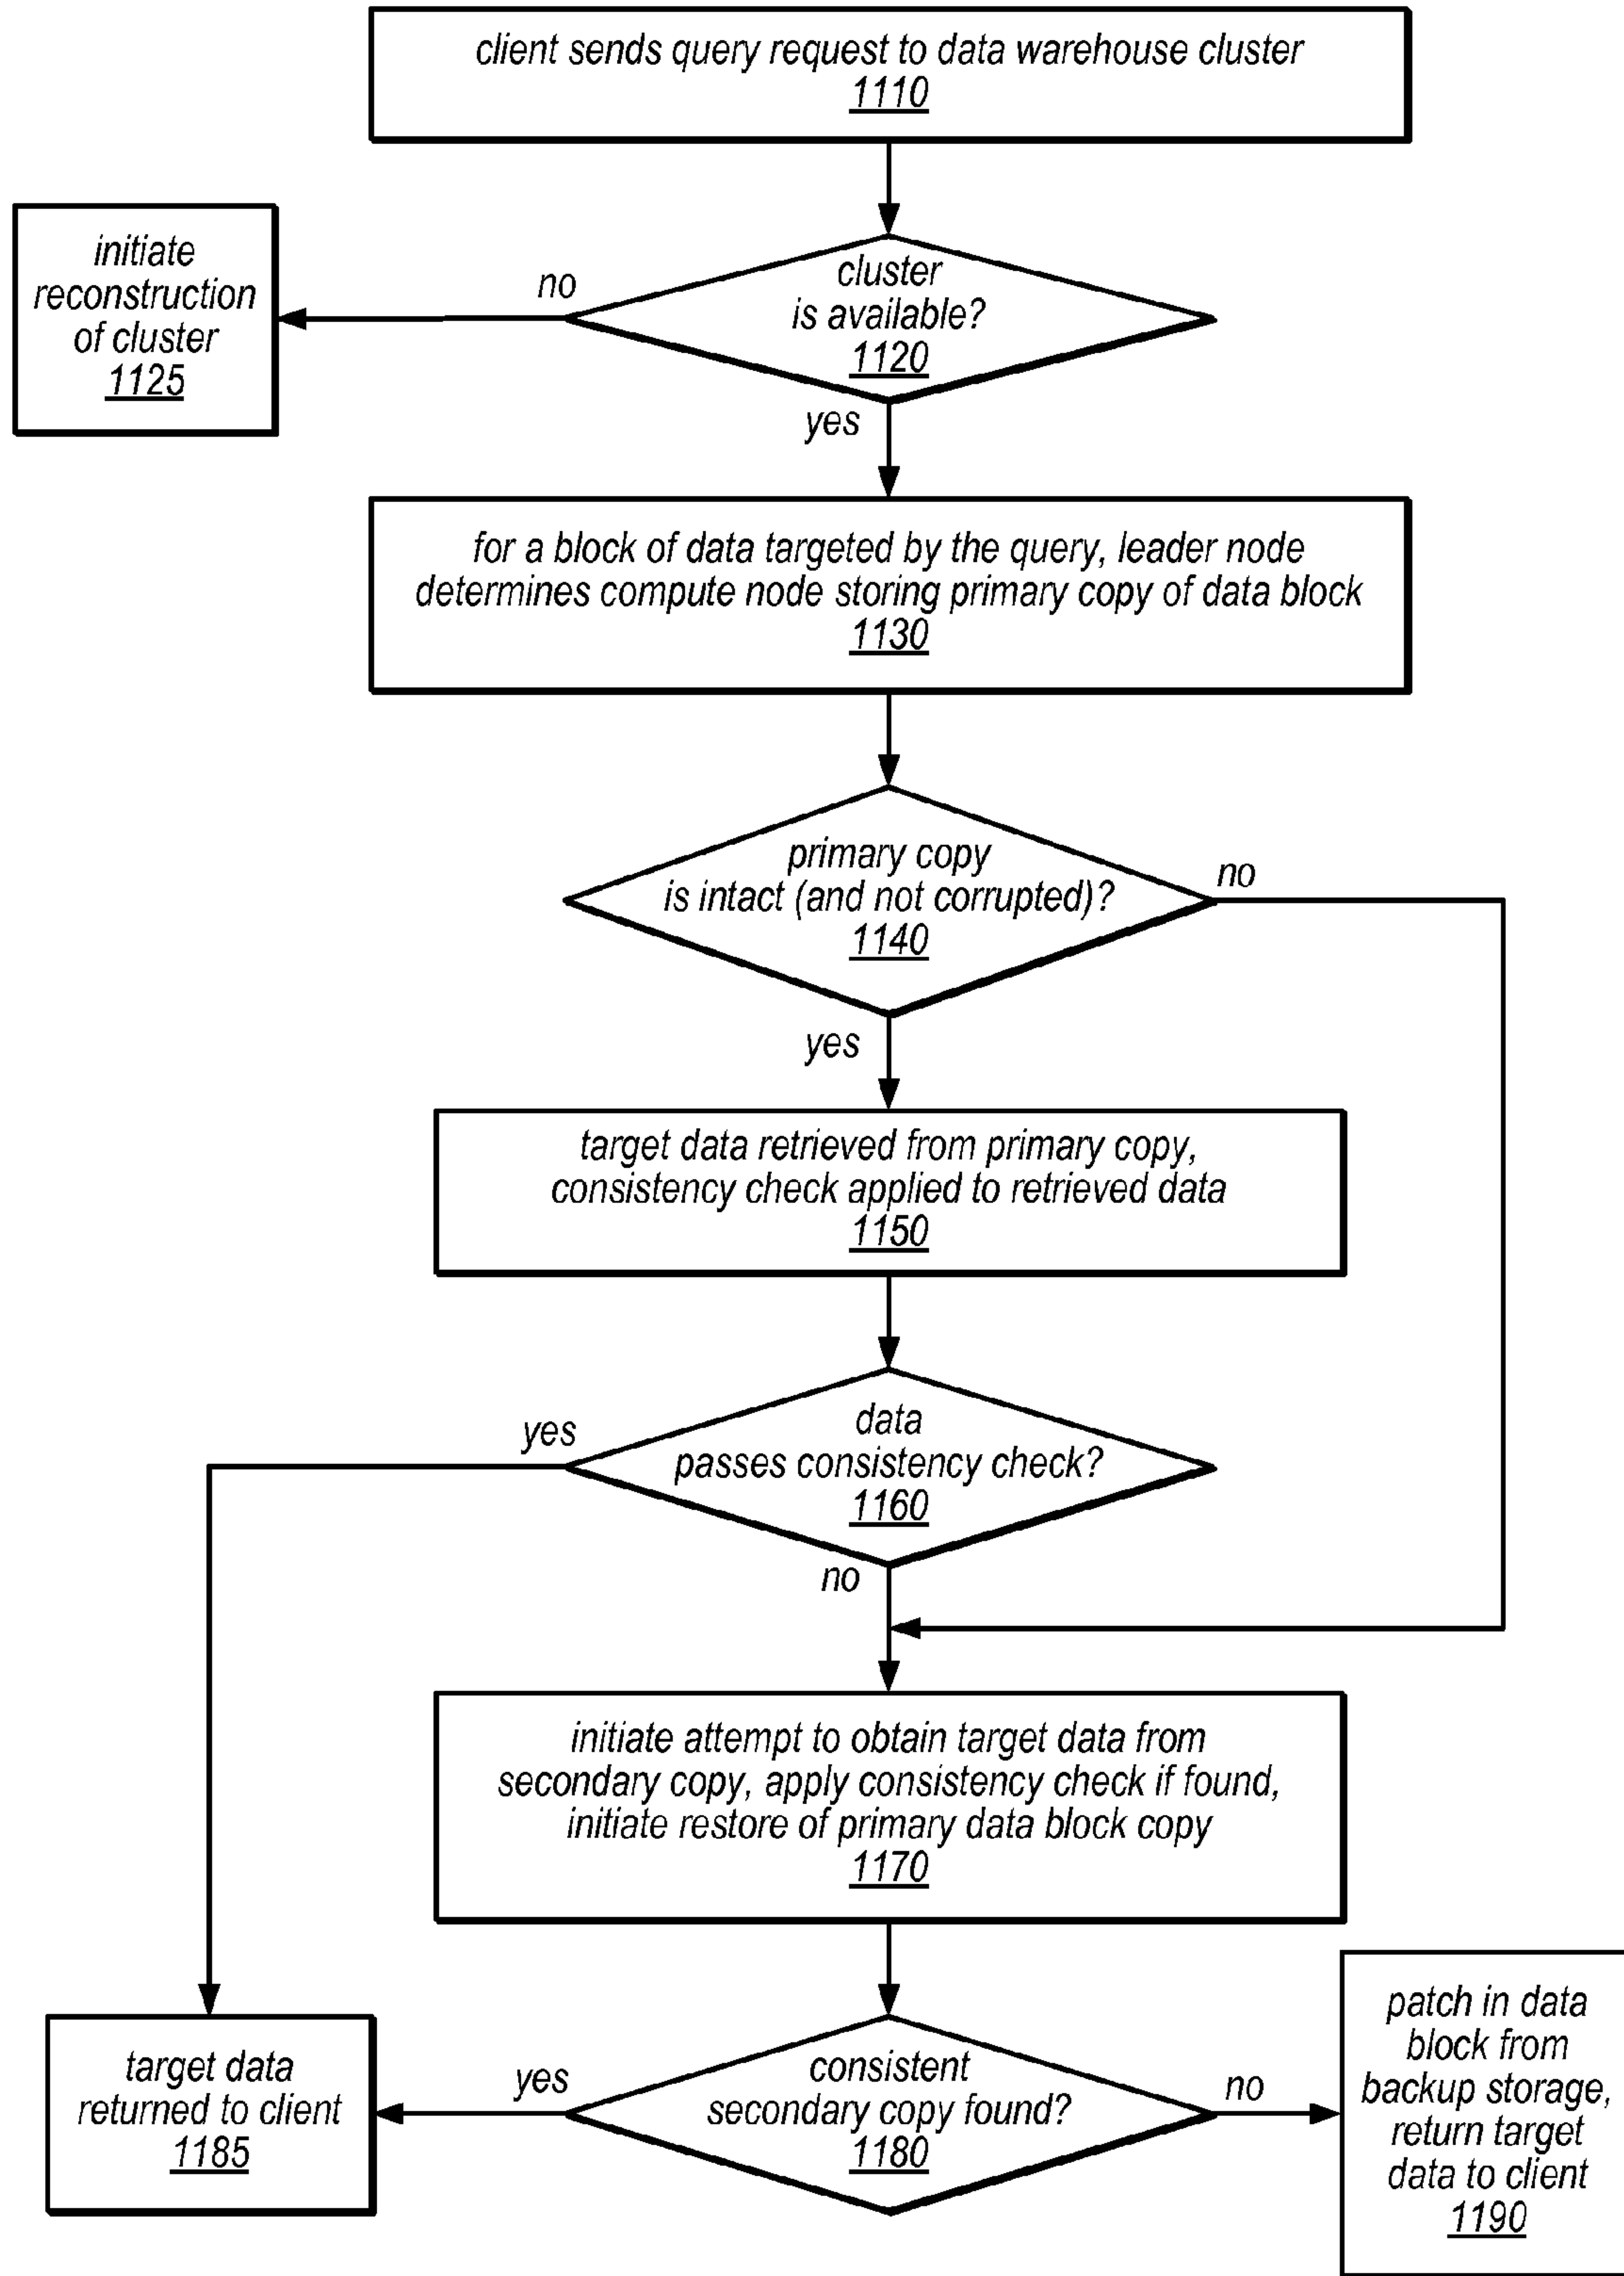 client sends query request to data warehouse cluster
1110
initiate
reconstruction
of cluster
1125
no
cluster
is available?
1120
yes
for a block of data targeted by the query, leader node
determines compute node storing primary copy of data block
1130
primary copy
is intact (and not corrupted)?
1140
no
yes
target data retrieved from primary copy,
consistency check applied to retrieved data
1150
yes
data
passes consistency check?
1160
no
initiate attempt to obtain target data from
secondary copy, apply consistency check if found,
initiate restore of primary data block copy
1170
target data
returned to client
1185
yes
consistent
secondary copy found?
1180
no
patch in data
block from
backup storage,
return target
data to client
1190